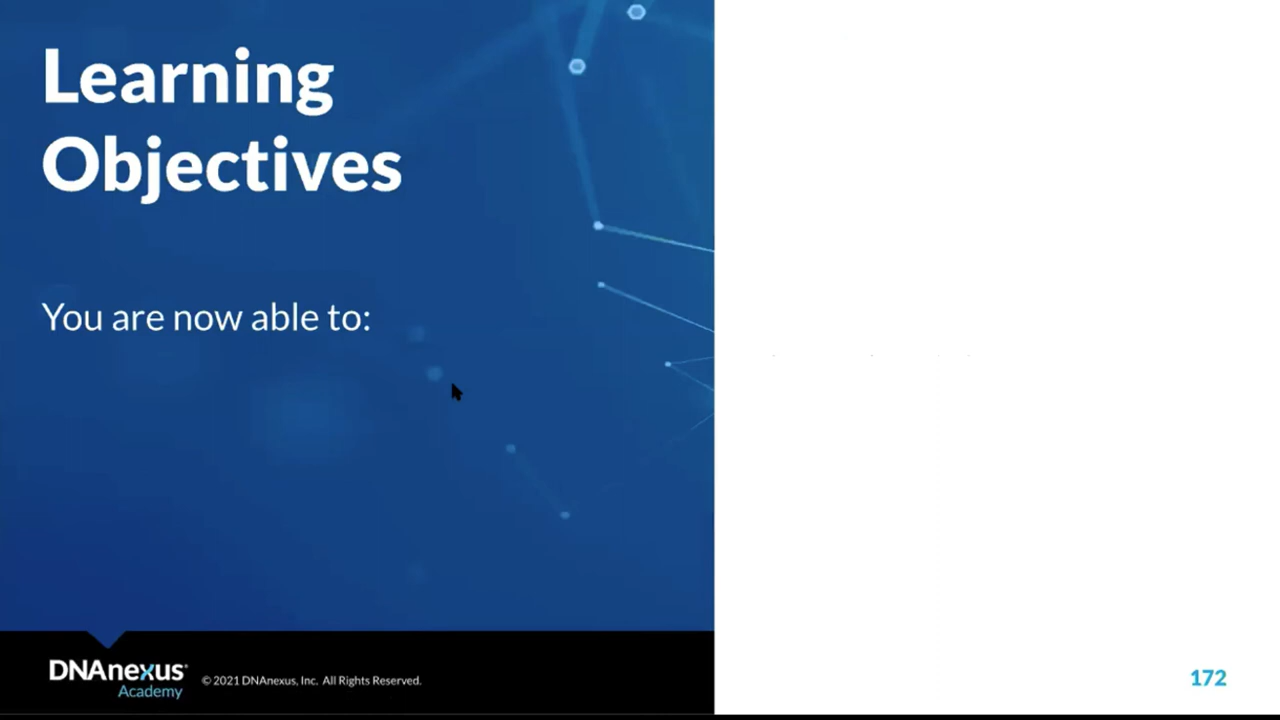 Learning
Objectives
You are now able to:
DNAnexus
Academy
© 2021 DNAnexus, Inc. All Rights Reserved.
172